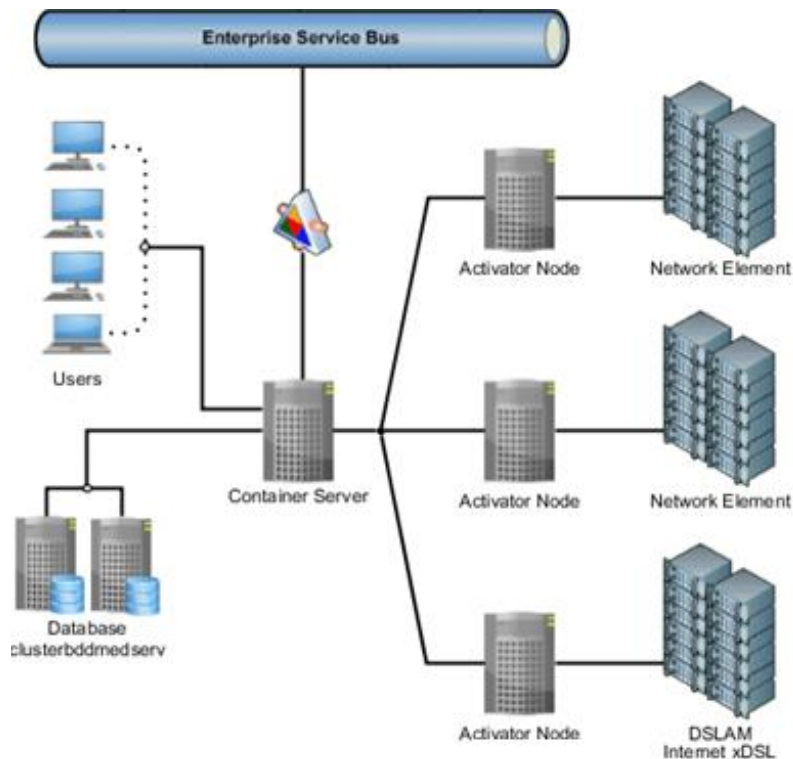 Enterprise Service Bus
Activator Node
Network Element
Users
Container Server
Activator Node
Network Element
Database
clusterbddmedserv
Activator Node
DSLAM
Internet xDSL